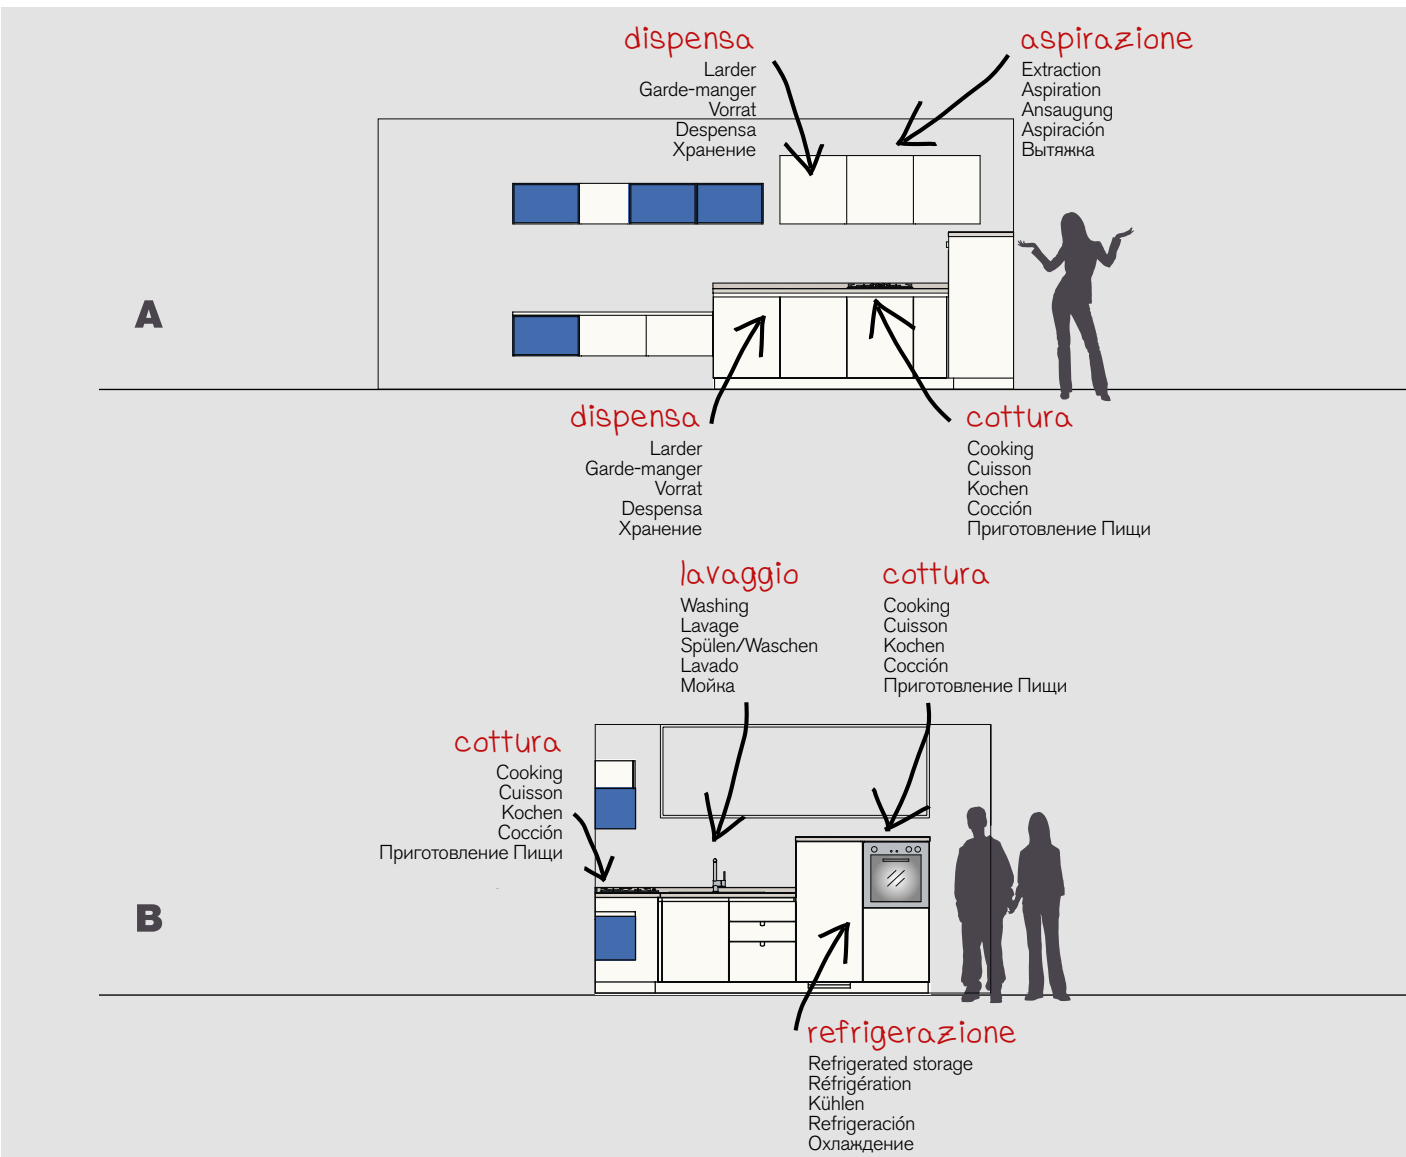 dispensa
Larder
Garde-manger
Vorrat
Despensa
Хранение
aspirazione
Extraction
Aspiration
Ansaugung
Aspiración
Вытяжка
A
dispensa
Larder
Garde-manger
Vorrat
Despensa
Хранение
cottura
Cooking
Cuisson
Kochen
Cocción
Приготовление Пищи
lavaggio
Washing
Lavage
Spülen/Waschen
Lavado
Мойка
cottura
Cooking
Cuisson
Kochen
Cocción
Приготовление Пищи
cottura
Cooking
Cuisson
Kochen
Cocción
Приготовление Пищи
B
refrigerazione
Refrigerated storage
Réfrigération
Kühlen
Refrigeración
Охлаждение